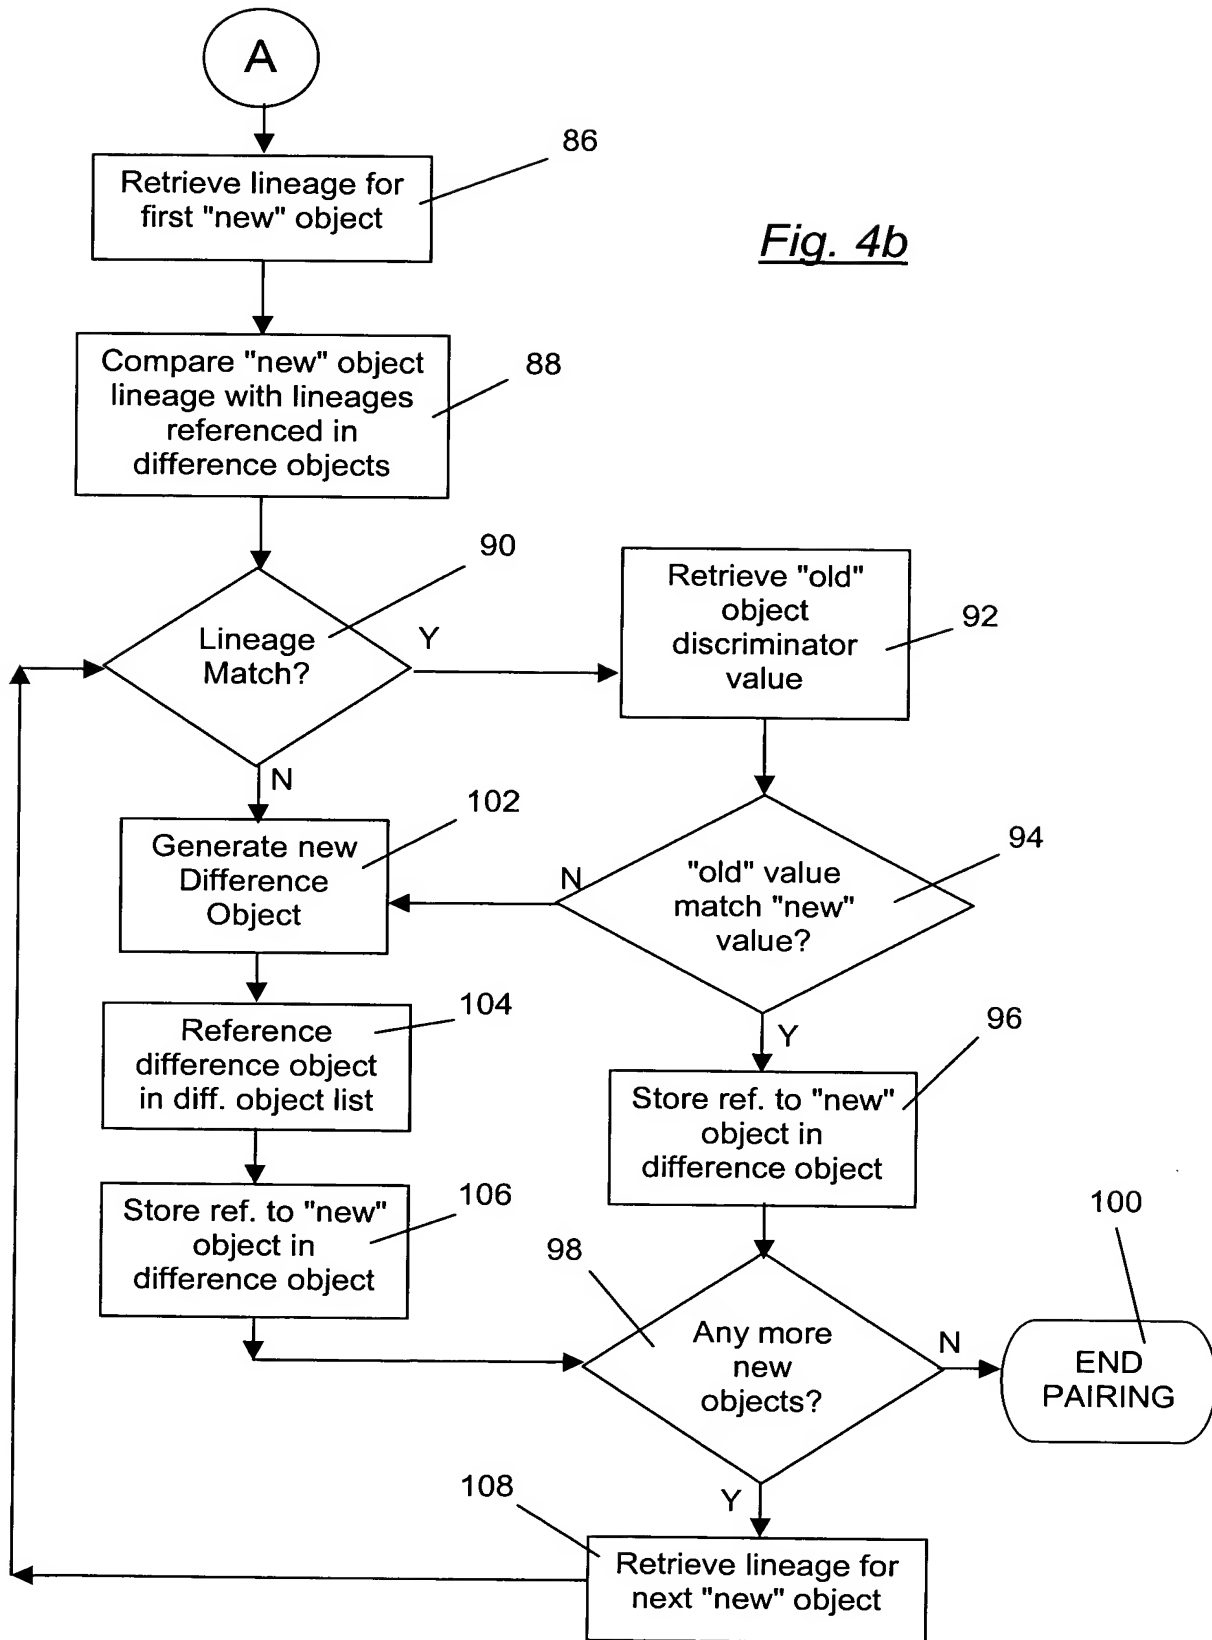 A
86
Retrieve lineage for
first "new" object
Fig. 4b
88
Compare "new" object
lineage with lineages
referenced in
difference objects
90
Lineage
Match?
Y
N
Retrieve "old"
object
discriminator
value
92
102
Generate new
Difference
Object
94
"old" value
match "new"
value?
N
Y
104
Reference
difference object
in diff. object list
96
Store ref. to "new"
object in
difference object
106
Store ref. to "new"
object in
difference object
98
Any more
new
objects?
N
Y
100
END
PAIRING
108
Retrieve lineage for
next "new" object